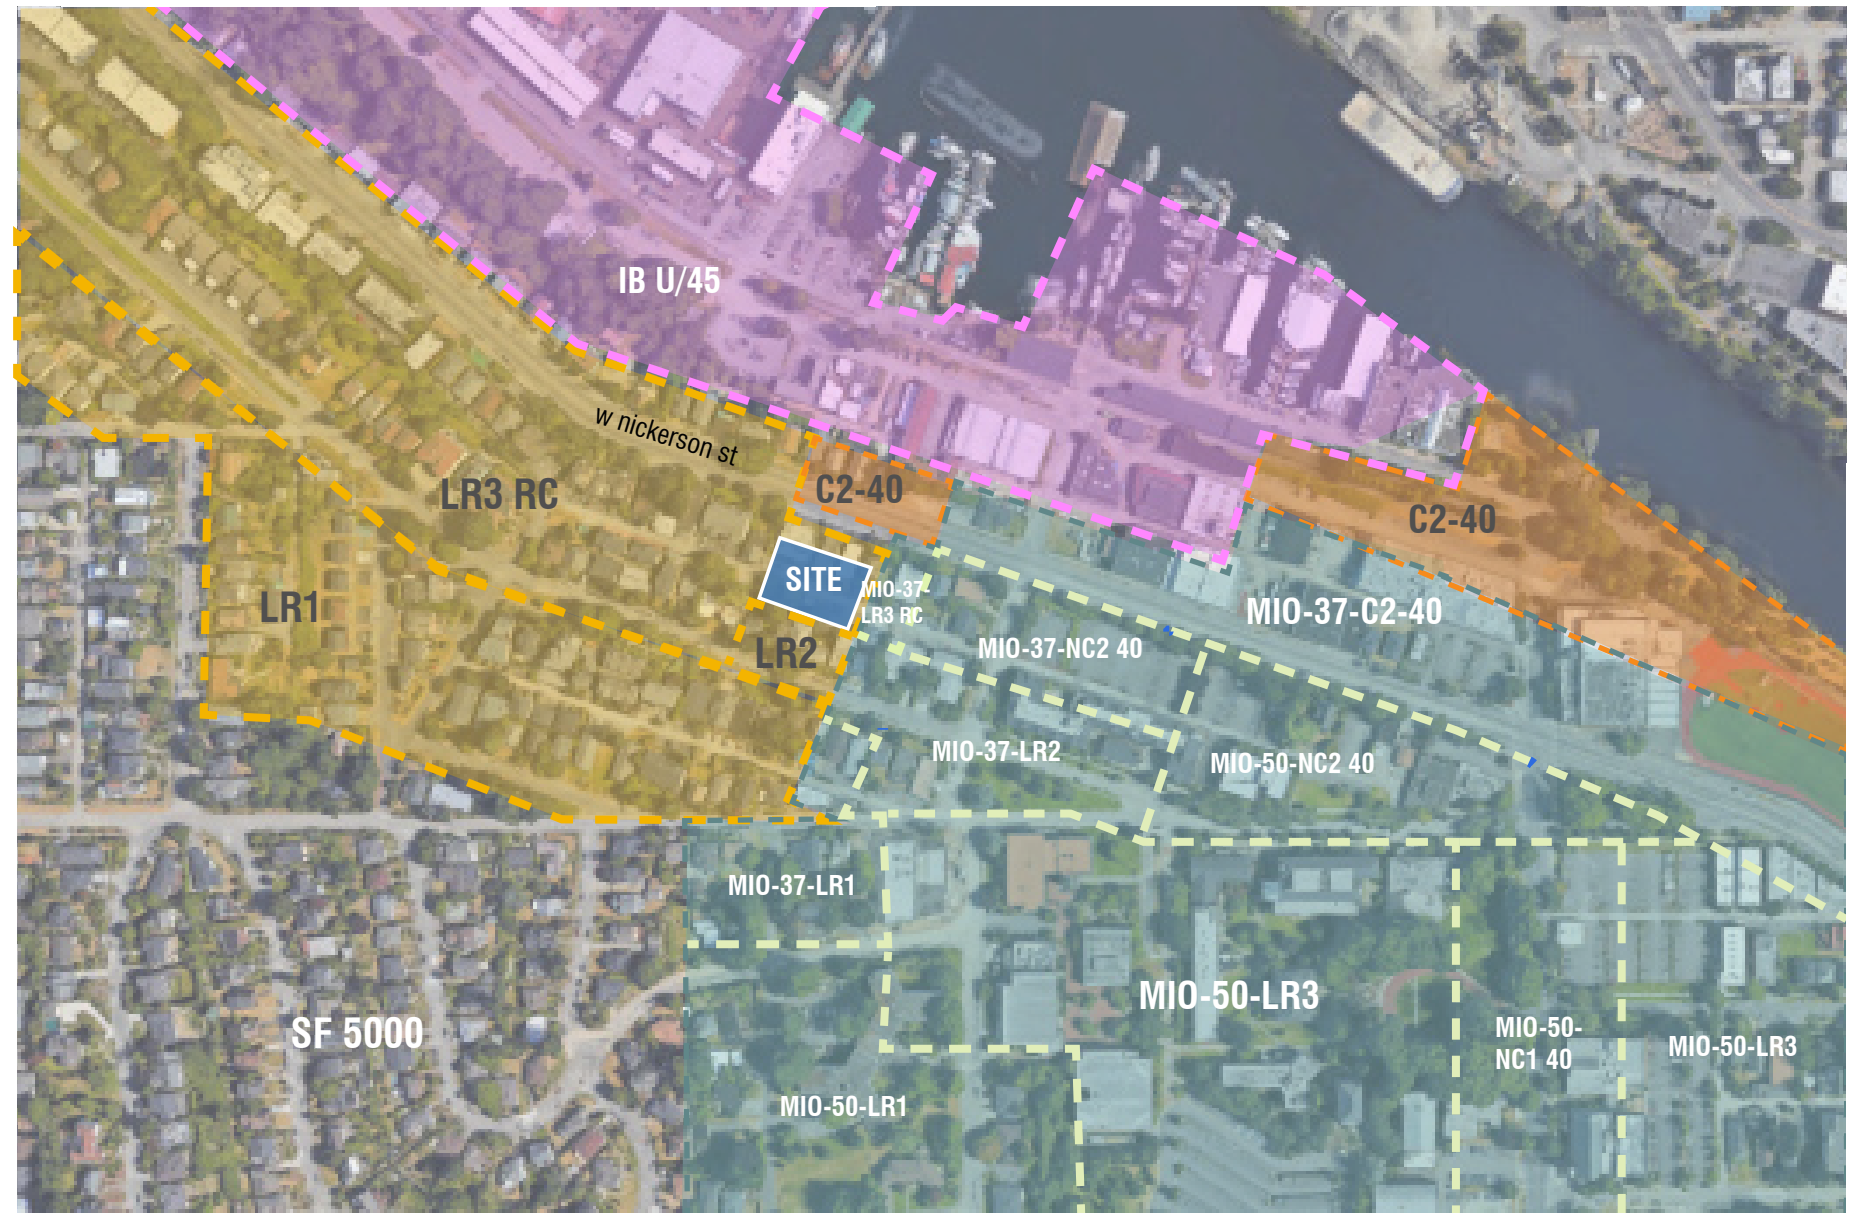 IB U/45
w nickerson st
LR3 RC
C2-40
C2-40
SITE
MIO-37
LR3 RC
LR1
MIO-37-C2-40
LR2
MIO-37-NC2 40
MIO-37-LR2
MIO-50-NC2 40
MIO-37-LR1
MIO-50-LR3
SF 5000
MIO-50-
NC1 40
MIO-50-LR3
MIO-50-LR1